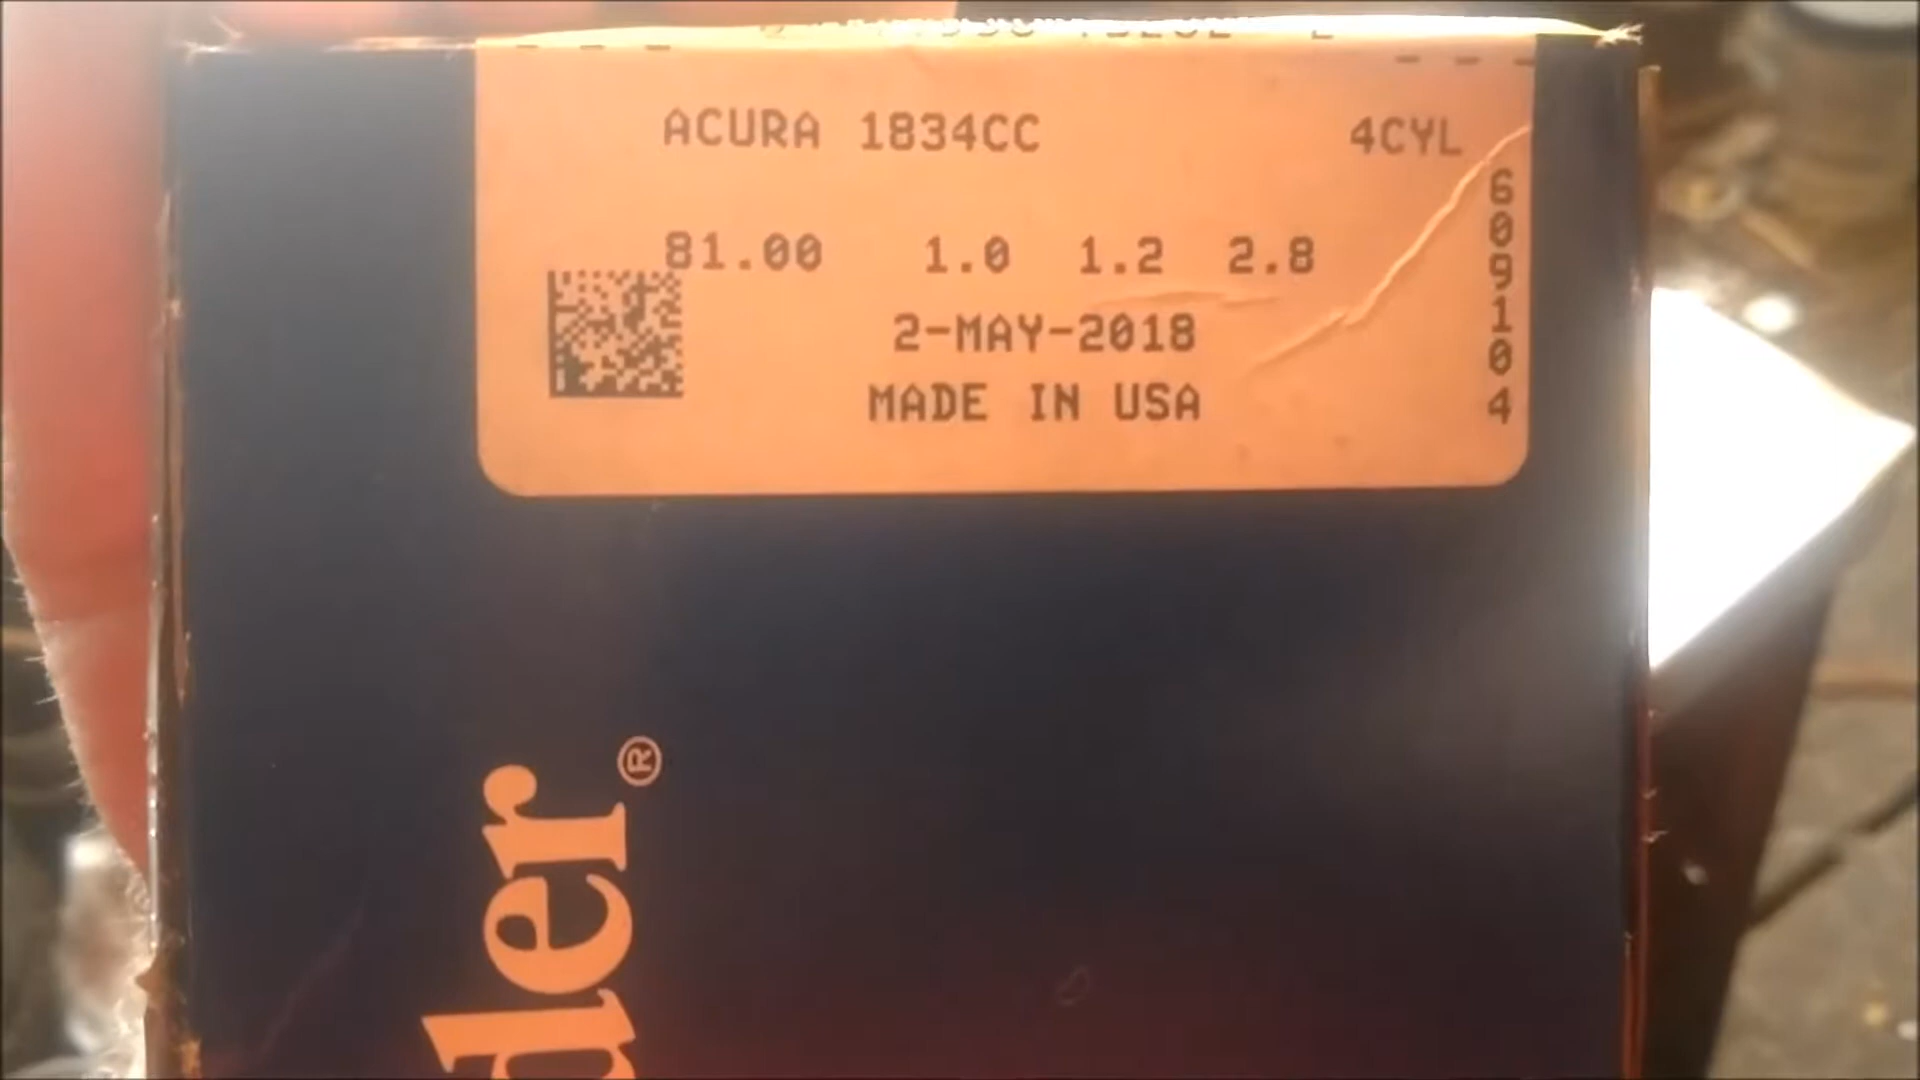 ACURA 1834CC 4CYL
81.00 1.0 1.2 2.8
2-MAY-2018
MADE IN USA
609104
der®